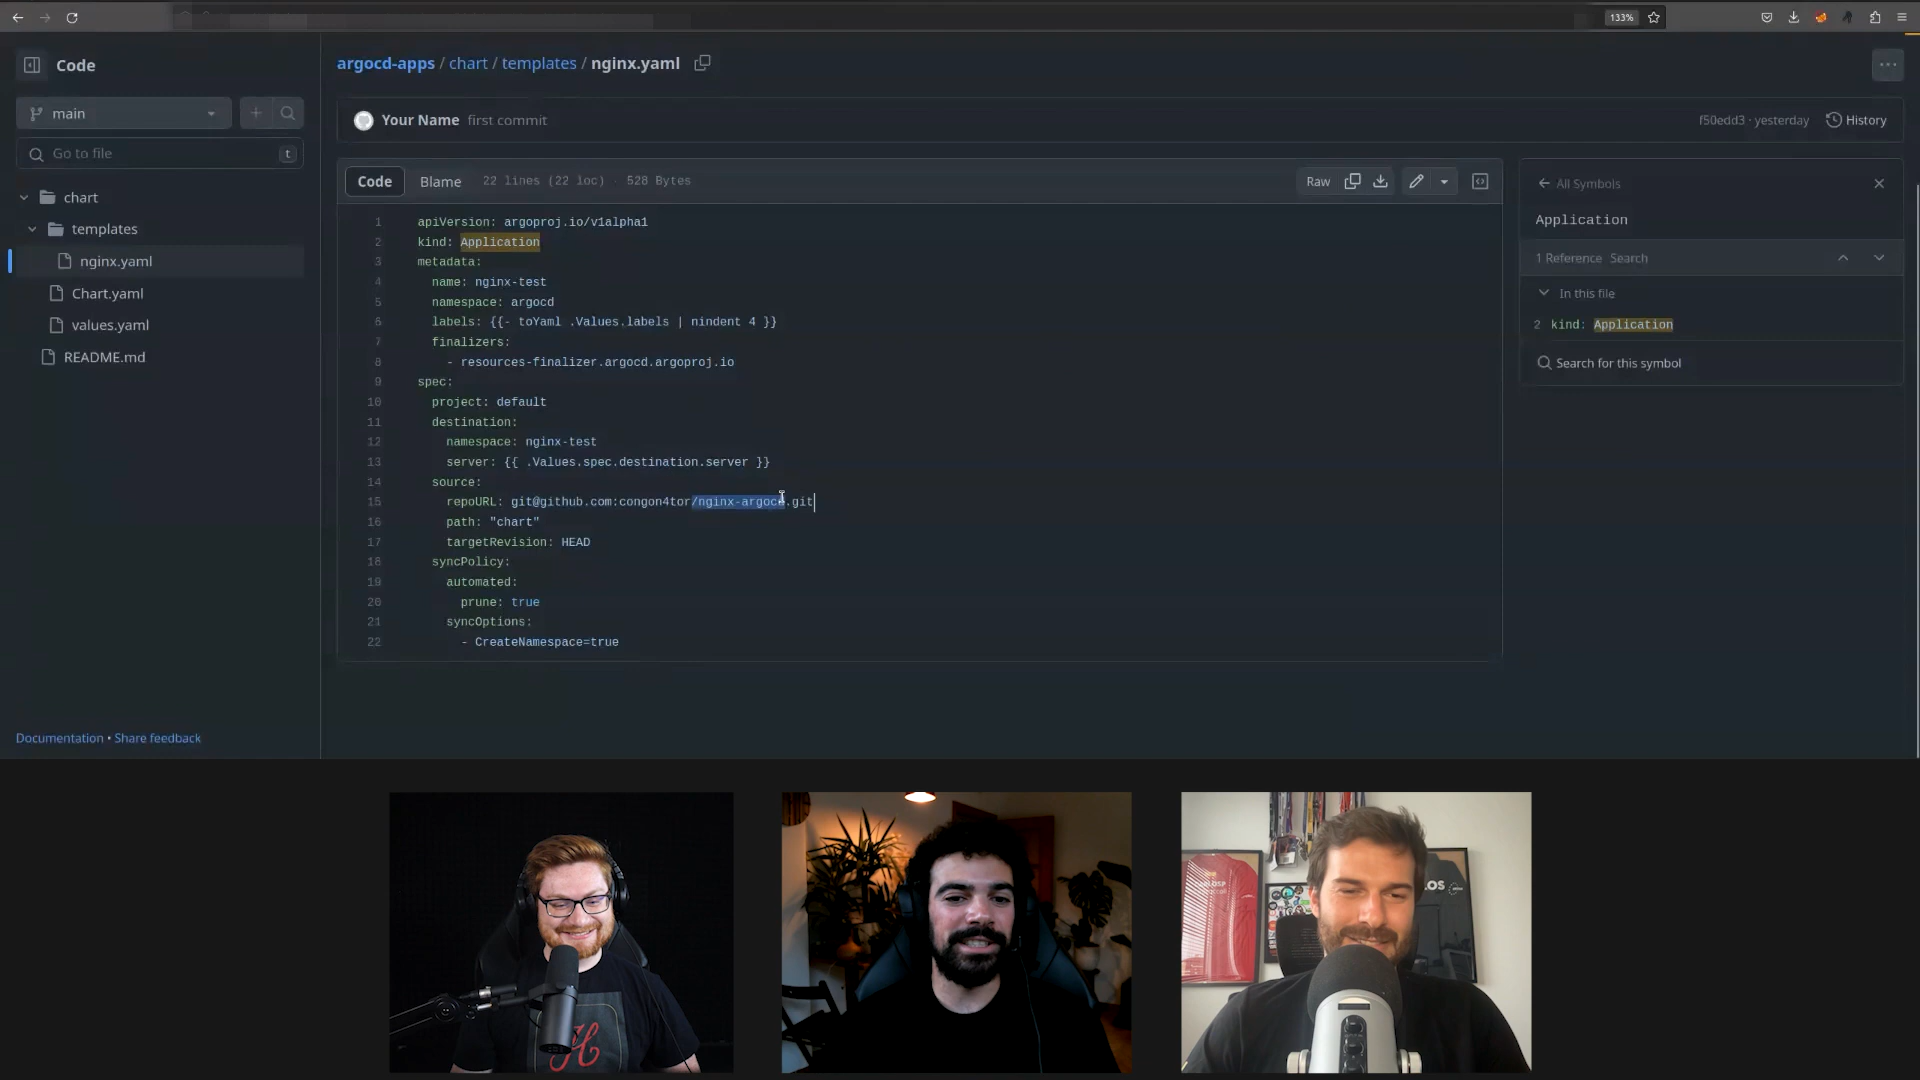 133%
Code
argocd-apps / chart / templates / nginx.yaml
main
Your Name first commit
f50edd3 · yesterday
History
Go to file
t
Code
Blame
22 lines (22 loc) · 528 Bytes
Raw
All Symbols
chart
templates
nginx.yaml
Chart.yaml
values.yaml
README.md
1 apiVersion: argoproj.io/v1alpha1
2 kind: Application
3 metadata:
4 name: nginx-test
5 namespace: argocd
6 labels: {{- toYaml .Values.labels | nindent 4 }}
7 finalizers:
8 - resources-finalizer.argocd.argoproj.io
9 spec:
10 project: default
11 destination:
12 namespace: nginx-test
13 server: {{ .Values.spec.destination.server }}
14 source:
15 repoURL: git@github.com:congon4tor/nginx-argocd.git
16 path: "chart"
17 targetRevision: HEAD
18 syncPolicy:
19 automated:
20 prune: true
21 syncOptions:
22 - CreateNamespace=true
Application
1 Reference Search
In this file
2 kind: Application
Search for this symbol
Documentation • Share feedback
H